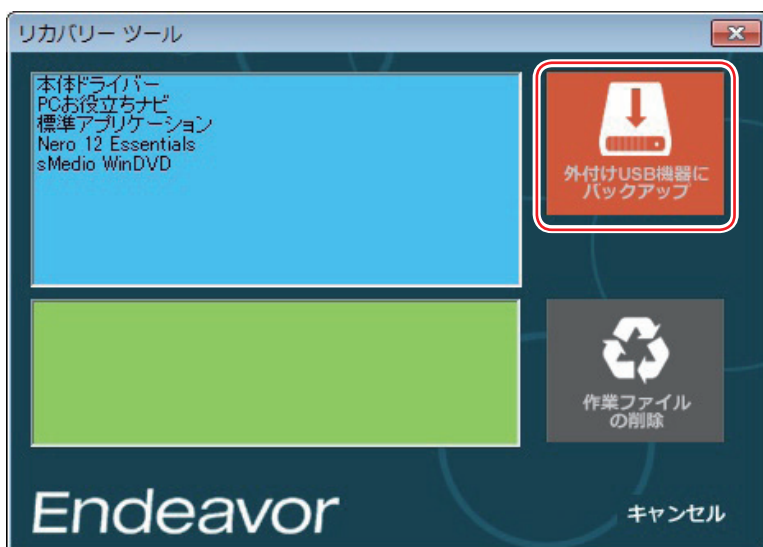 リカバリー ツール
本体ドライバー
PCお役立ちナビ
標準アプリケーション
Nero 12 Essentials
sMedio WinDVD
外付けUSB機器に
バックアップ
作業ファイル
の削除
Endeavor
キャンセル